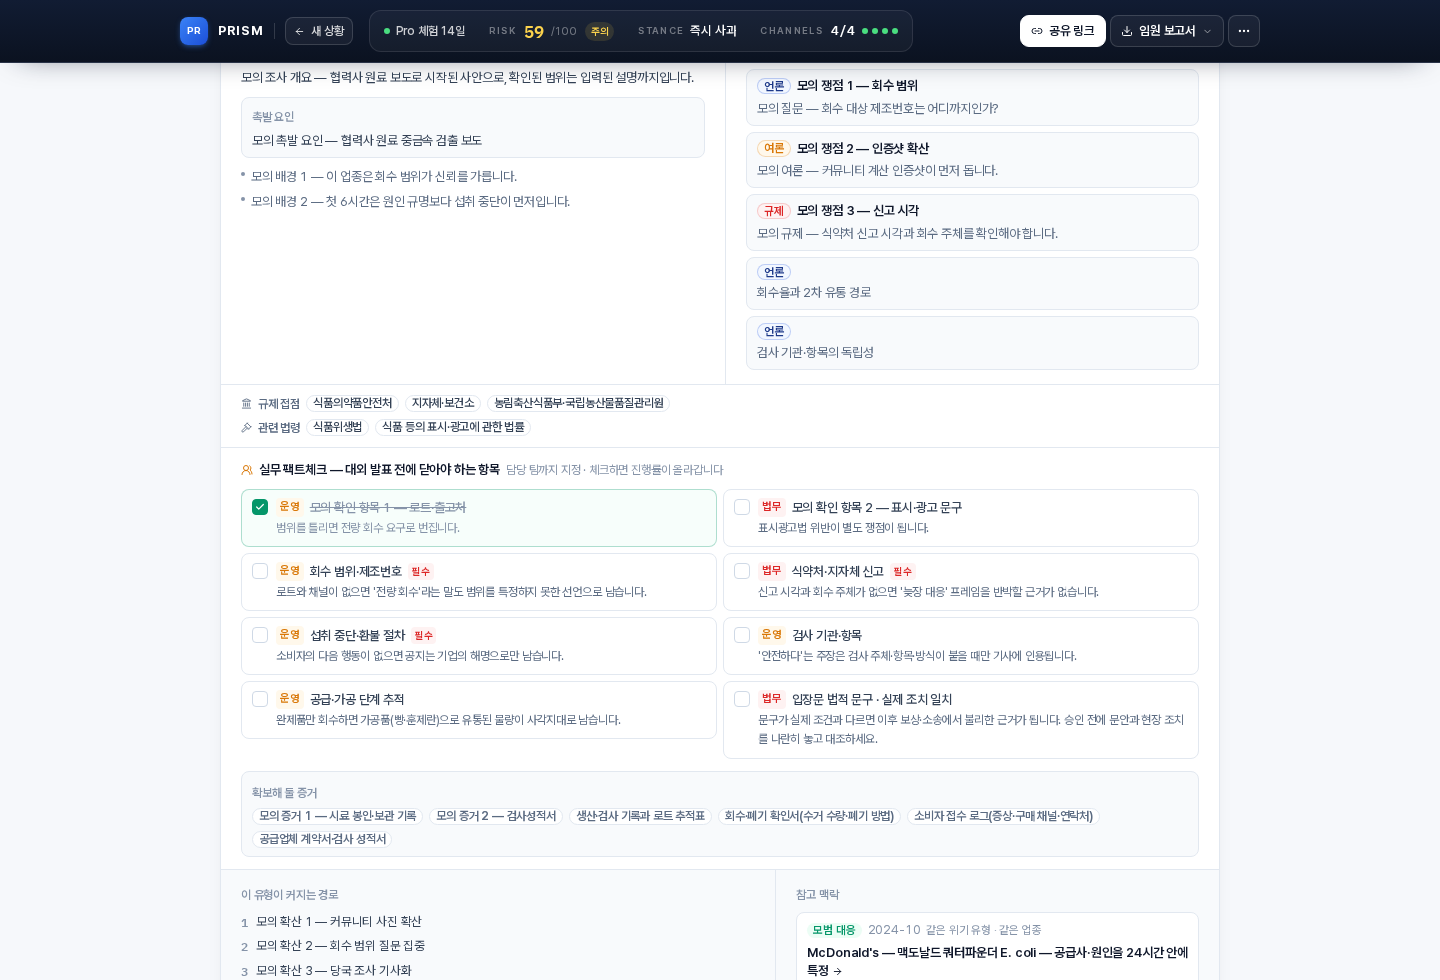 PR PRISM
새 상황
Pro 체험 14일
RISK 59 /100 주의
STANCE 즉시 사과
CHANNELS 4/4
공유 링크
임원 보고서
모의 조사 개요 — 협력사 원료 보도로 시작된 사안으로, 확인된 범위는 입력된 설명까지입니다.
촉발 요인
모의 촉발 요인 — 협력사 원료 중금속 검출 보도
모의 배경 1 — 이 업종은 회수 범위가 신뢰를 가릅니다.
모의 배경 2 — 첫 6시간은 원인 규명보다 섭취 중단이 먼저입니다.
언론 모의 쟁점 1 — 회수 범위
모의 질문 — 회수 대상 제조번호는 어디까지인가?
여론 모의 쟁점 2 — 인증샷 확산
모의 여론 — 커뮤니티 계산 인증샷이 먼저 돕니다.
규제 모의 쟁점 3 — 신고 시각
모의 규제 — 식약처 신고 시각과 회수 주체를 확인해야 합니다.
언론
회수율과 2차 유통 경로
언론
검사 기관·항목의 독립성
규제 접점 식품의약품안전처 지자체·보건소 농림축산식품부·국립농산물품질관리원
관련 법령 식품위생법 식품 등의 표시·광고에 관한 법률
실무 팩트체크 — 대외 발표 전에 닫아야 하는 항목 담당 팀까지 지정 · 체크하면 진행률이 올라갑니다
운영 모의 확인 항목 1 — 로트·출고처
범위를 틀리면 전량 회수 요구로 번집니다.
법무 모의 확인 항목 2 — 표시·광고 문구
표시광고법 위반이 별도 쟁점이 됩니다.
운영 회수 범위·제조번호 필수
로트와 채널이 없으면 '전량 회수'라는 말도 범위를 특정하지 못한 선언으로 남습니다.
법무 식약처·지자체 신고 필수
신고 시각과 회수 주체가 없으면 '늦장 대응' 프레임을 반박할 근거가 없습니다.
운영 섭취 중단·환불 절차 필수
소비자의 다음 행동이 없으면 공지는 기업의 해명으로만 남습니다.
운영 검사 기관·항목
'안전하다'는 주장은 검사 주체·항목·방식이 붙을 때만 기사에 인용됩니다.
운영 공급·가공 단계 추적
완제품만 회수하면 가공품(빵·훈제란)으로 유통된 물량이 사각지대로 남습니다.
법무 입장문 법적 문구 · 실제 조치 일치
문구가 실제 조건과 다르면 이후 보상·소송에서 불리한 근거가 됩니다. 승인 전에 문안과 현장 조치
를 나란히 놓고 대조하세요.
확보해 둘 증거
모의 증거 1 — 시료 봉인·보관 기록 모의 증거 2 — 검사성적서 생산·검사 기록과 로트 추적표 회수·폐기 확인서(수거 수량·폐기 방법) 소비자 접수 로그(증상·구매 채널·연락처)
공급업체 계약서·검사 성적서
이 유형이 커지는 경로
1 모의 확산 1 — 커뮤니티 사진 확산
2 모의 확산 2 — 회수 범위 질문 집중
3 모의 확산 3 — 당국 조사 기사화
참고 맥락
모범 대응 2024-10 같은 위기 유형 · 같은 업종
McDonald's — 맥도날드 쿼터파운더 E. coli — 공급사·원인을 24시간 안에
특정 →